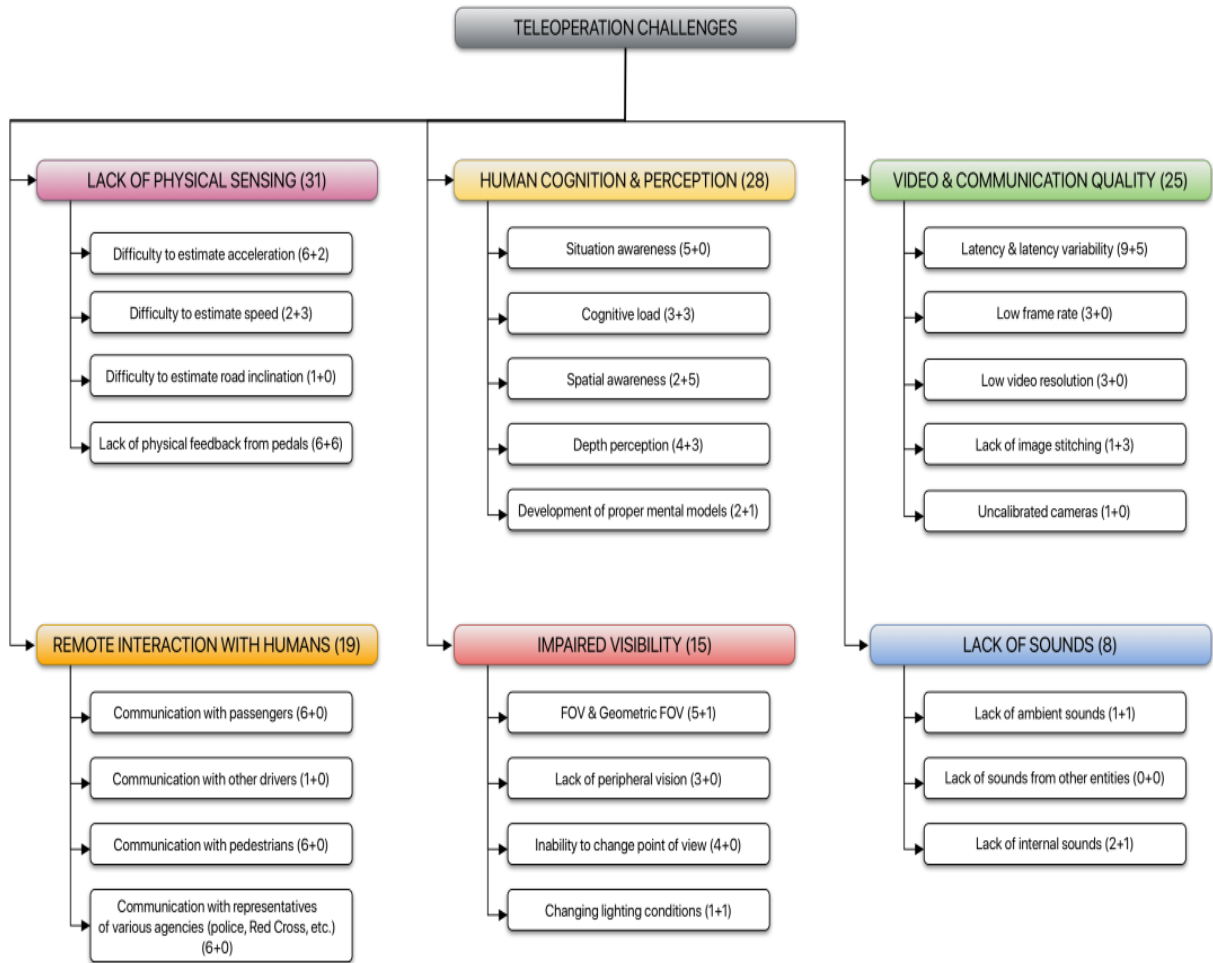 TELEOPERATION CHALLENGES
LACK OF PHYSICAL SENSING (31)
Difficulty to estimate acceleration (6+2)
Difficulty to estimate speed (2+3)
Difficulty to estimate road inclination (1+0)
Lack of physical feedback from pedals (6+6)
HUMAN COGNITION & PERCEPTION (28)
Situation awareness (5+0)
Cognitive load (3+3)
Spatial awareness (2+5)
Depth perception (4+3)
Development of proper mental models (2+1)
VIDEO & COMMUNICATION QUALITY (25)
Latency & latency variability (9+5)
Low frame rate (3+0)
Low video resolution (3+0)
Lack of image stitching (1+3)
Uncalibrated cameras (1+0)
REMOTE INTERACTION WITH HUMANS (19)
Communication with passengers (6+0)
Communication with other drivers (1+0)
Communication with pedestrians (6+0)
Communication with representatives
of various agencies (police, Red Cross, etc.)
(6+0)
IMPAIRED VISIBILITY (15)
FOV & Geometric FOV (5+1)
Lack of peripheral vision (3+0)
Inability to change point of view (4+0)
Changing lighting conditions (1+1)
LACK OF SOUNDS (8)
Lack of ambient sounds (1+1)
Lack of sounds from other entities (0+0)
Lack of internal sounds (2+1)